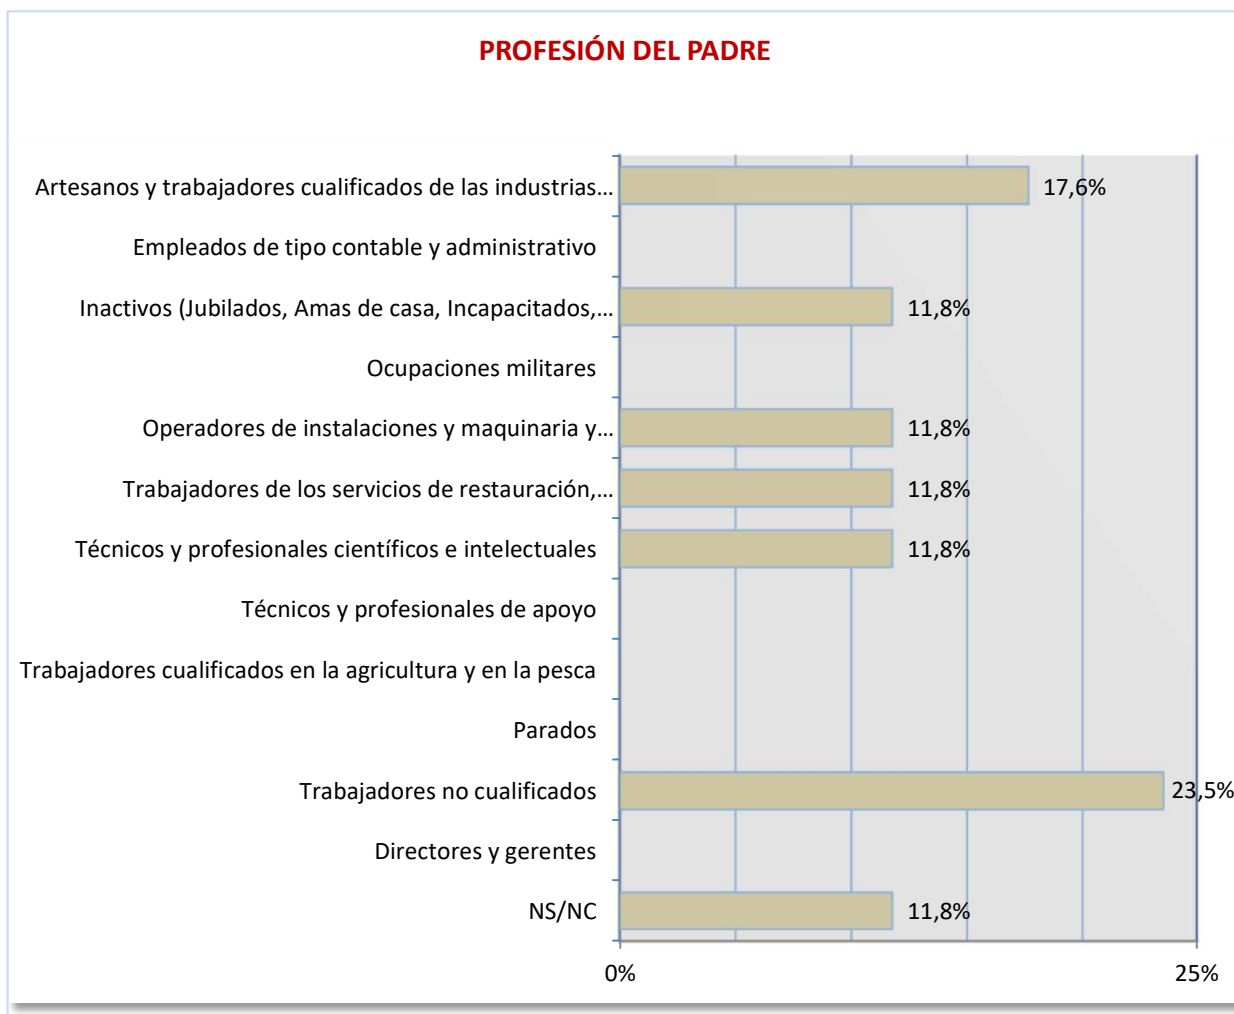 PROFESIÓN DEL PADRE
Artesanos y trabajadores cualificados de las industrias… 17,6%
Empleados de tipo contable y administrativo
Inactivos (Jubilados, Amas de casa, Incapacitados,… 11,8%
Ocupaciones militares
Operadores de instalaciones y maquinaria y… 11,8%
Trabajadores de los servicios de restauración,… 11,8%
Técnicos y profesionales científicos e intelectuales 11,8%
Técnicos y profesionales de apoyo
Trabajadores cualificados en la agricultura y en la pesca
Parados
Trabajadores no cualificados 23,5%
Directores y gerentes
NS/NC 11,8%
0% 25%